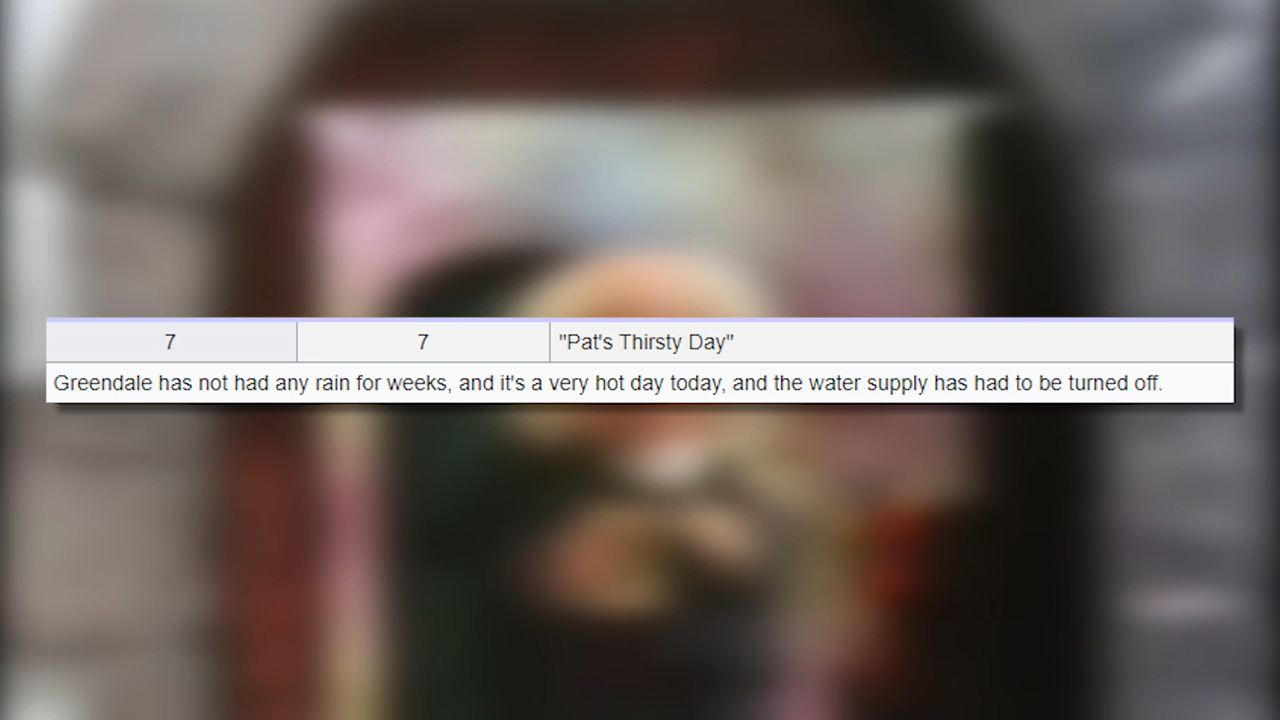 7 7 "Pat's Thirsty Day"
Greendale has not had any rain for weeks, and it's a very hot day today, and the water supply has had to be turned off.